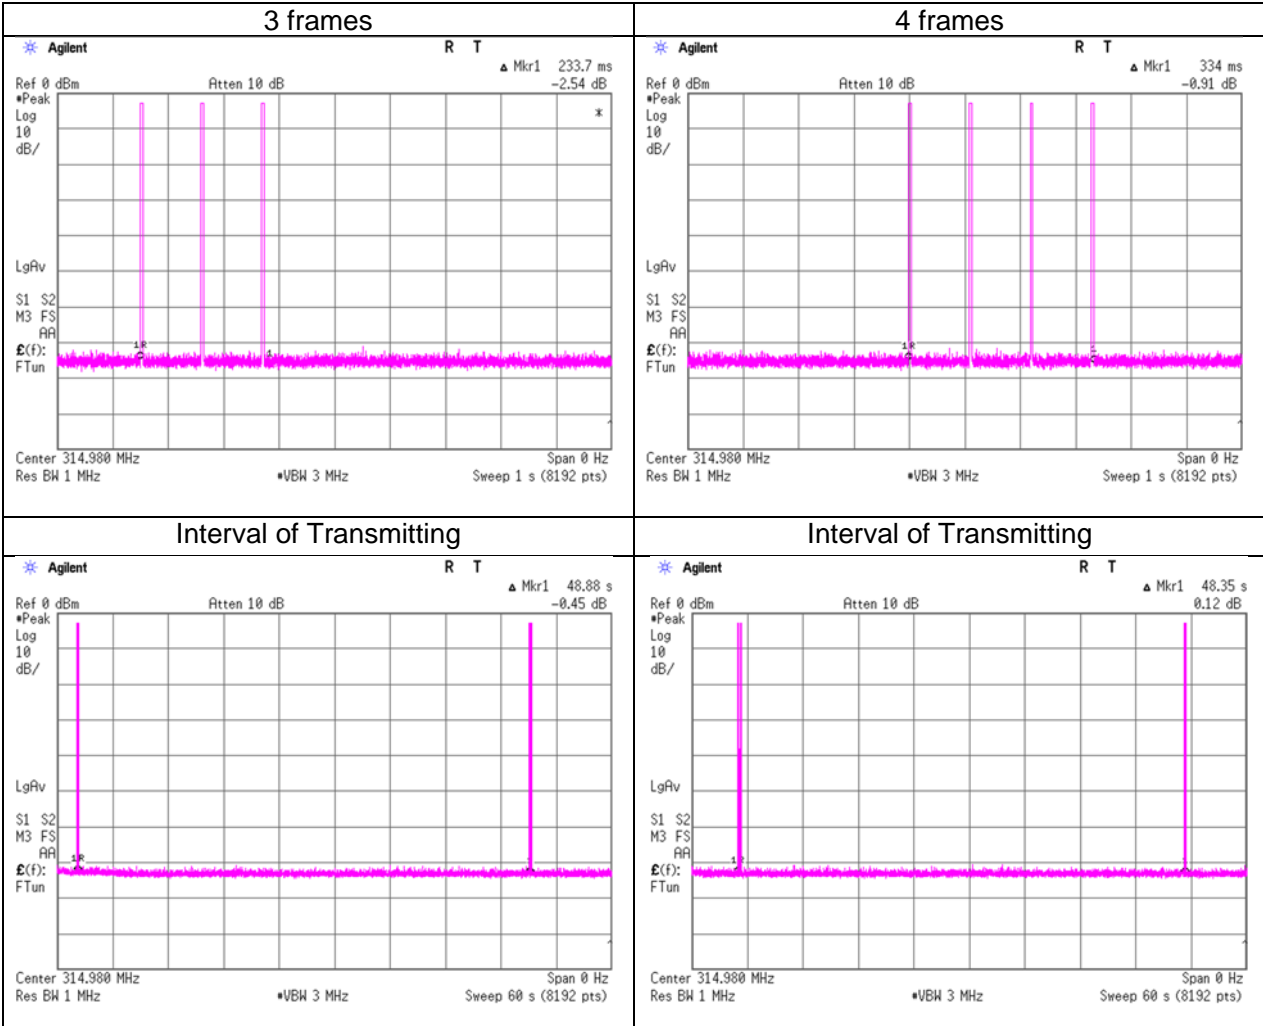 3 frames
Agilent R T
Δ Mkr1 233.7 ms
Ref 0 dBm Atten 10 dB -2.54 dB
#Peak
Log
10
dB/
*
LgAv
S1 S2
M3 FS
AA
£(f):
FTun
1R
1
Center 314.980 MHz Span 0 Hz
Res BW 1 MHz #VBW 3 MHz Sweep 1 s (8192 pts)
4 frames
Agilent R T
Δ Mkr1 334 ms
Ref 0 dBm Atten 10 dB -0.91 dB
#Peak
Log
10
dB/
LgAv
S1 S2
M3 FS
AA
£(f):
FTun
1R
1
Center 314.980 MHz Span 0 Hz
Res BW 1 MHz #VBW 3 MHz Sweep 1 s (8192 pts)
Interval of Transmitting
Agilent R T
Δ Mkr1 48.88 s
Ref 0 dBm Atten 10 dB -0.45 dB
#Peak
Log
10
dB/
LgAv
S1 S2
M3 FS
AA
£(f):
FTun
1R
Center 314.980 MHz Span 0 Hz
Res BW 1 MHz #VBW 3 MHz Sweep 60 s (8192 pts)
Interval of Transmitting
Agilent R T
Δ Mkr1 48.35 s
Ref 0 dBm Atten 10 dB 0.12 dB
#Peak
Log
10
dB/
LgAv
S1 S2
M3 FS
AA
£(f):
FTun
1
Center 314.980 MHz Span 0 Hz
Res BW 1 MHz #VBW 3 MHz Sweep 60 s (8192 pts)